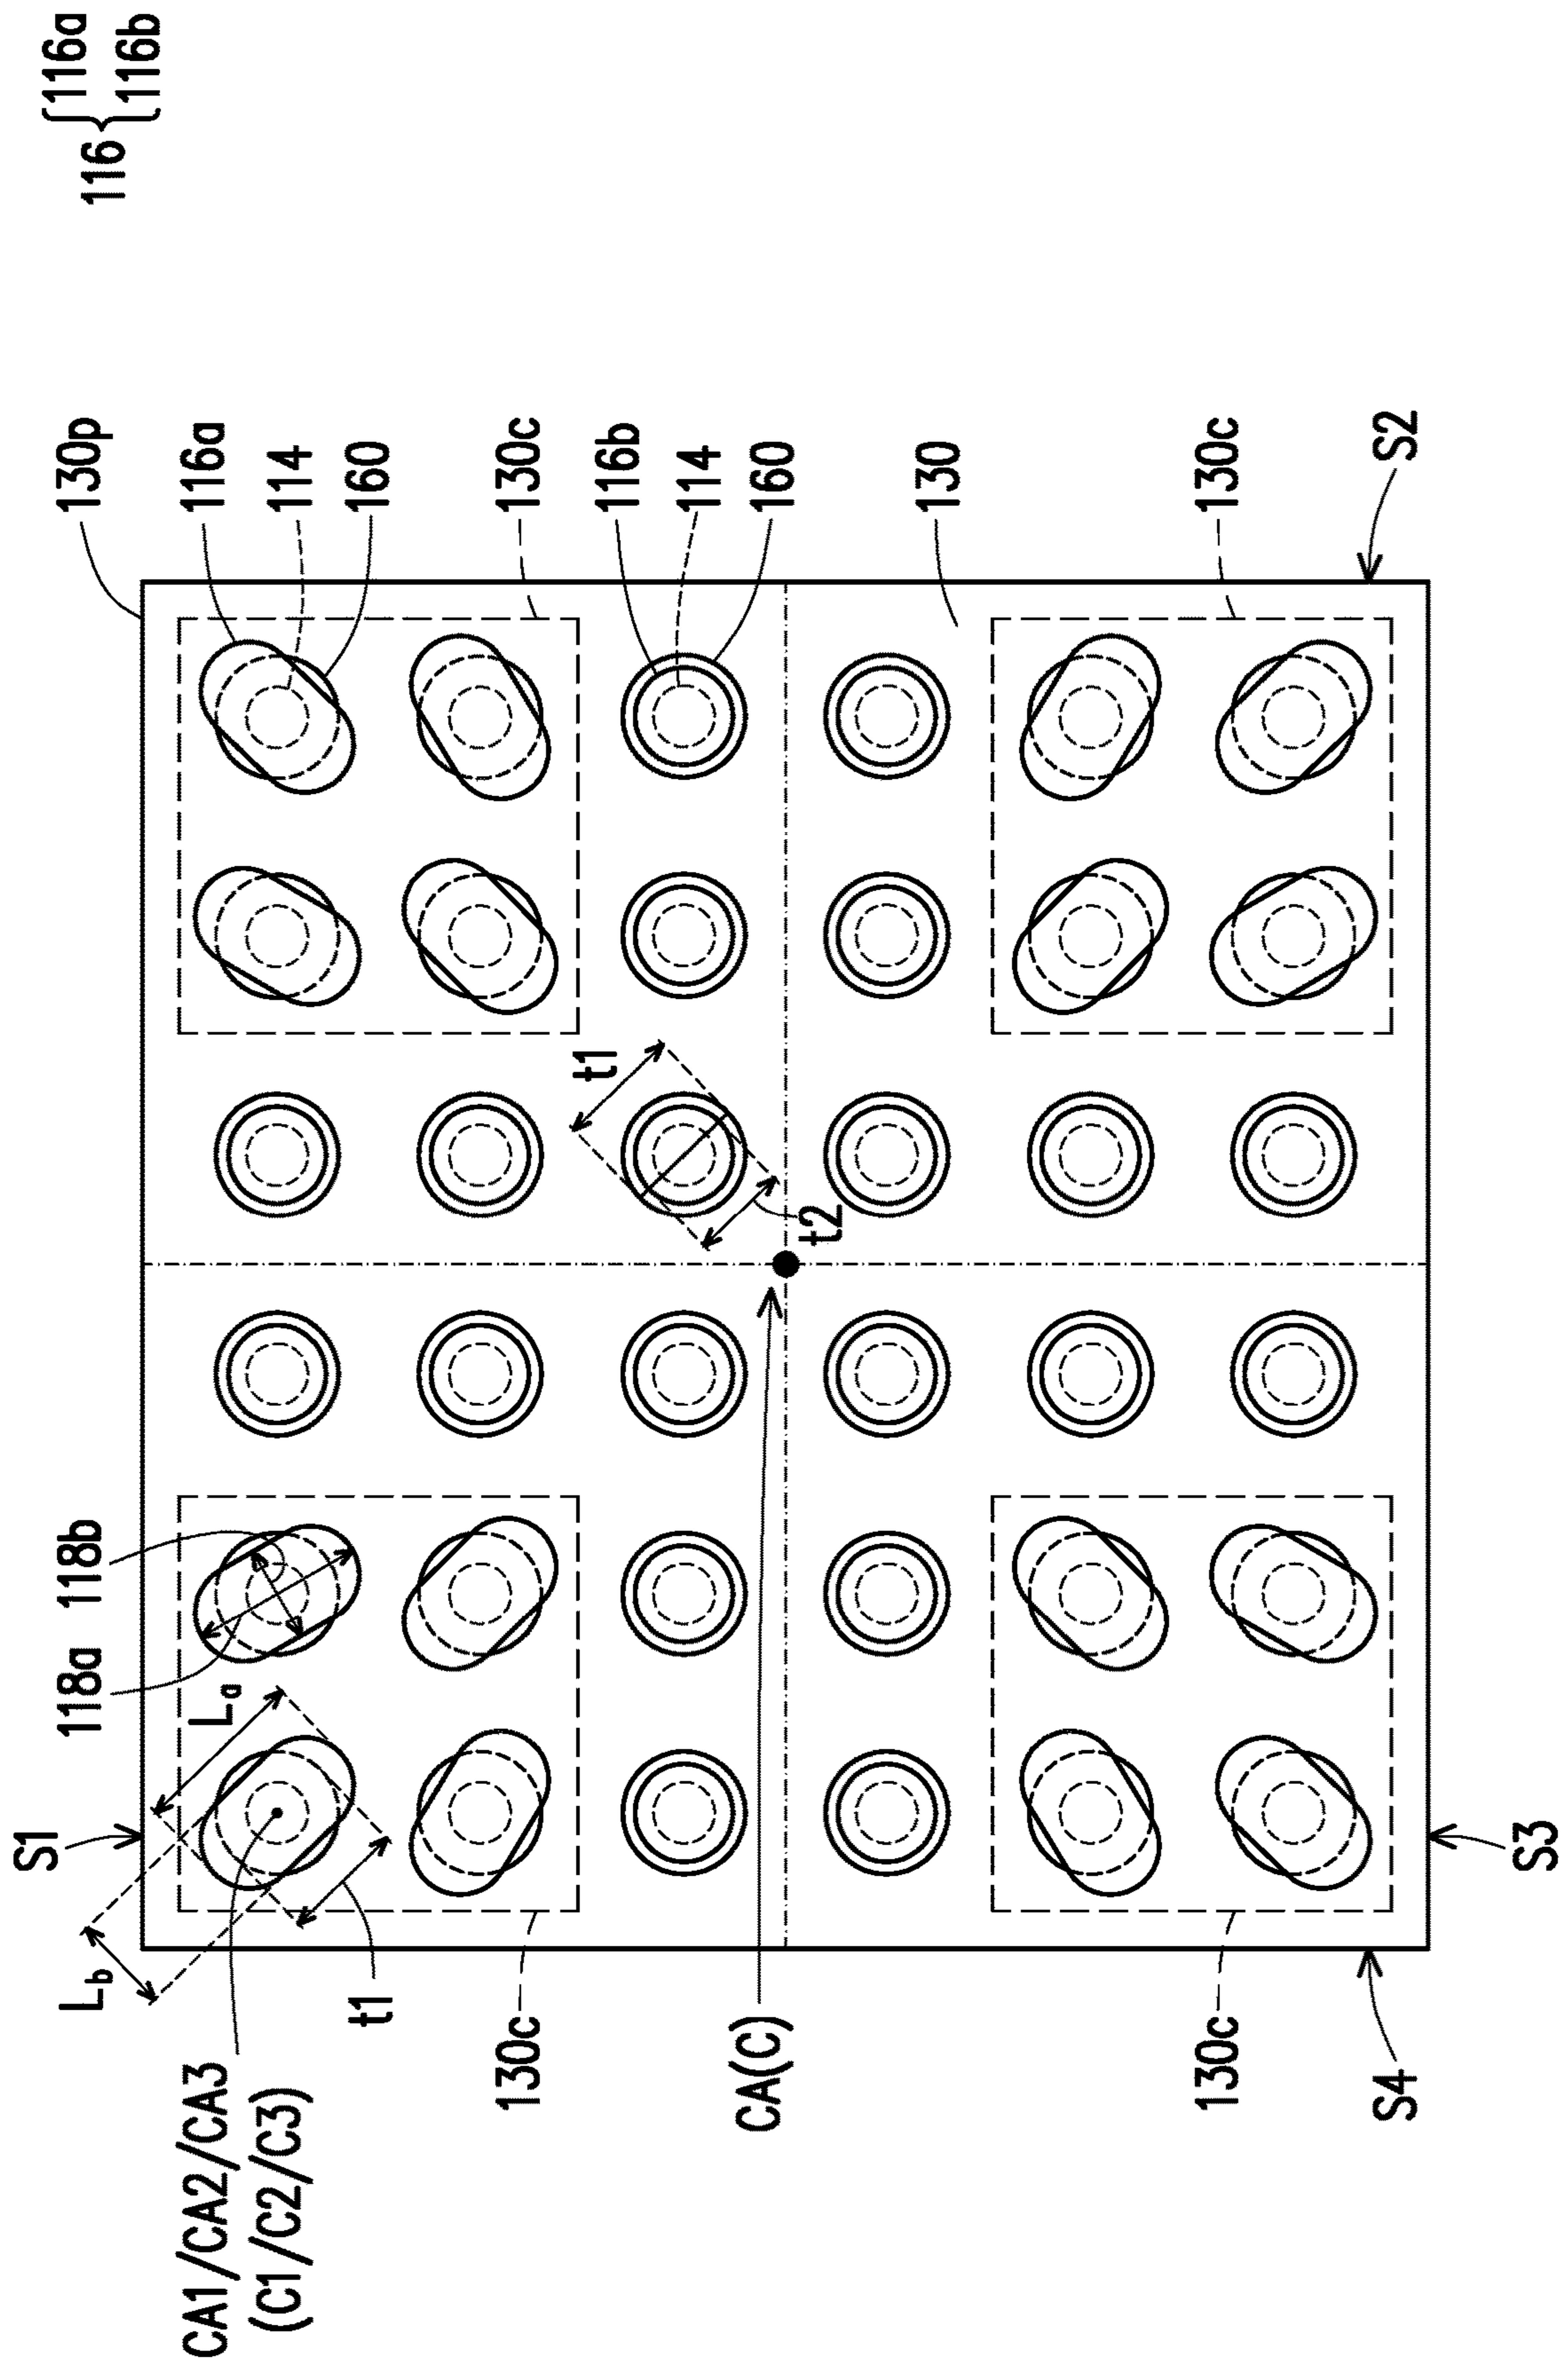 116 { 116a
116b
130p
116a
114
160
130c
116b
114
160
130
130c
S2
t1
t2
118b
118a
La
S1
Lb
t1
CA1/CA2/CA3
(C1/C2/C3)
130c
CA(C)
130c
S4
S3